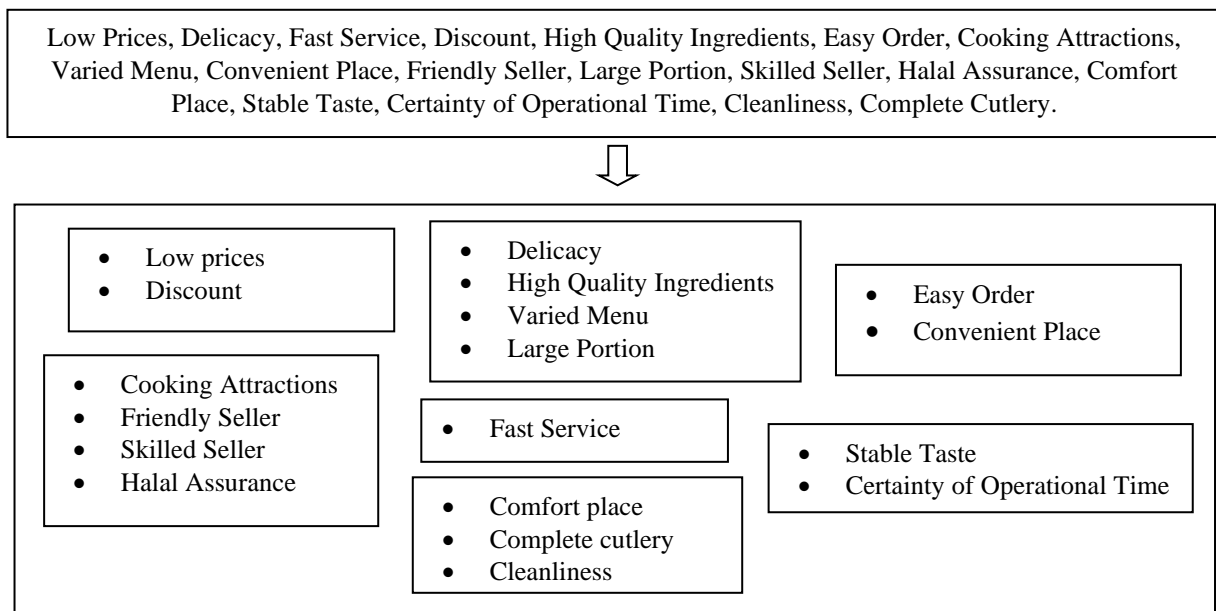 Low Prices, Delicacy, Fast Service, Discount, High Quality Ingredients, Easy Order, Cooking Attractions,
Varied Menu, Convenient Place, Friendly Seller, Large Portion, Skilled Seller, Halal Assurance, Comfort
Place, Stable Taste, Certainty of Operational Time, Cleanliness, Complete Cutlery.
• Low prices
• Discount
• Delicacy
• High Quality Ingredients
• Varied Menu
• Large Portion
• Easy Order
• Convenient Place
• Cooking Attractions
• Friendly Seller
• Skilled Seller
• Halal Assurance
• Fast Service
• Stable Taste
• Certainty of Operational Time
• Comfort place
• Complete cutlery
• Cleanliness